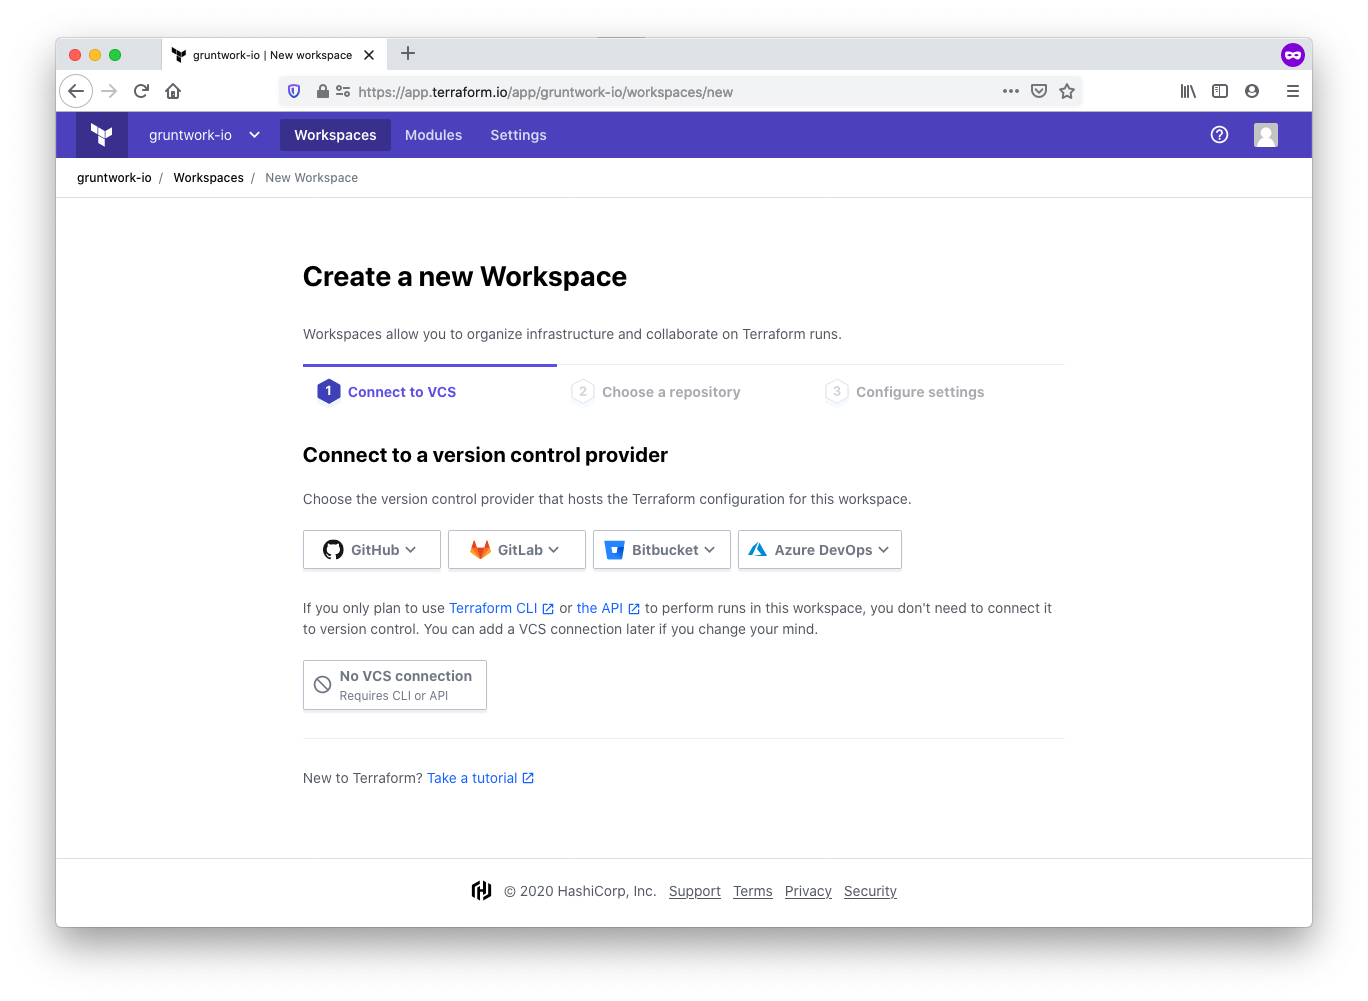 gruntwork-io | New workspace
https://app.terraform.io/app/gruntwork-io/workspaces/new
gruntwork-io Workspaces Modules Settings
gruntwork-io / Workspaces / New Workspace
Create a new Workspace
Workspaces allow you to organize infrastructure and collaborate on Terraform runs.
1 Connect to VCS 2 Choose a repository 3 Configure settings
Connect to a version control provider
Choose the version control provider that hosts the Terraform configuration for this workspace.
GitHub GitLab Bitbucket Azure DevOps
If you only plan to use Terraform CLI or the API to perform runs in this workspace, you don't need to connect it
to version control. You can add a VCS connection later if you change your mind.
No VCS connection
Requires CLI or API
New to Terraform? Take a tutorial
© 2020 HashiCorp, Inc. Support Terms Privacy Security